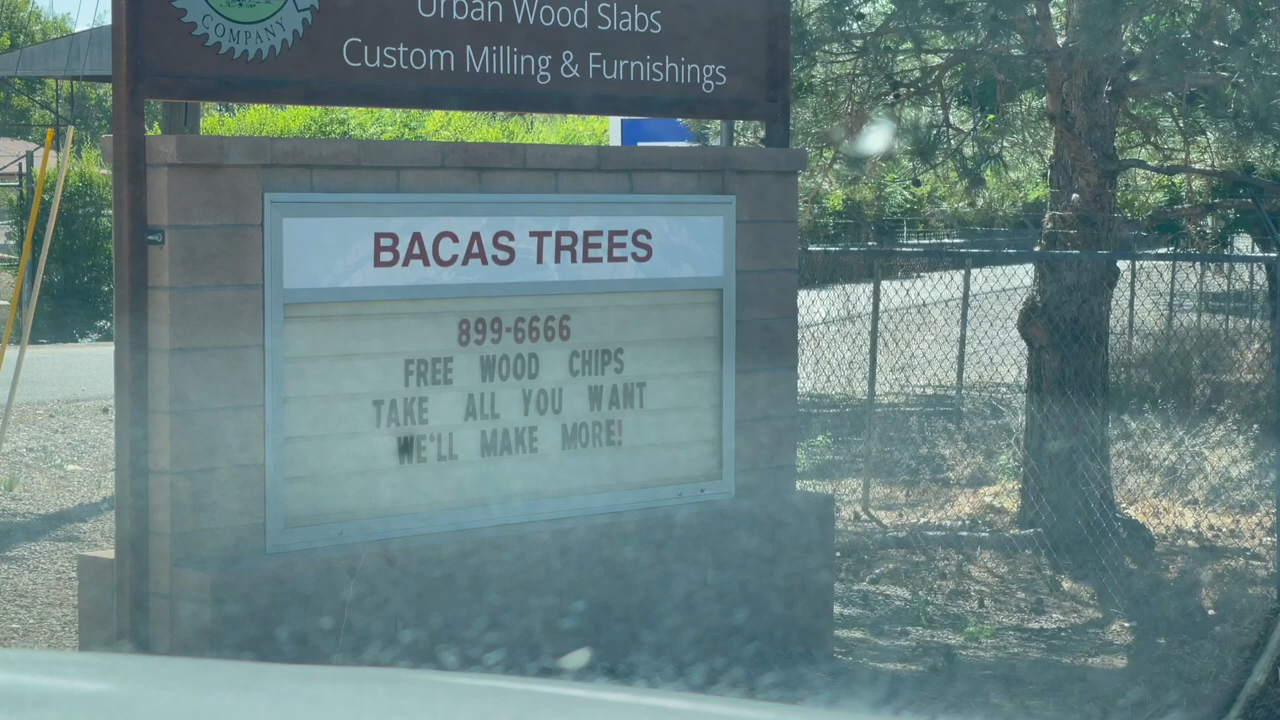 COMPANY
Urban Wood Slabs
Custom Milling & Furnishings
BACAS TREES
899-6666
FREE WOOD CHIPS
TAKE ALL YOU WANT
WE'LL MAKE MORE!